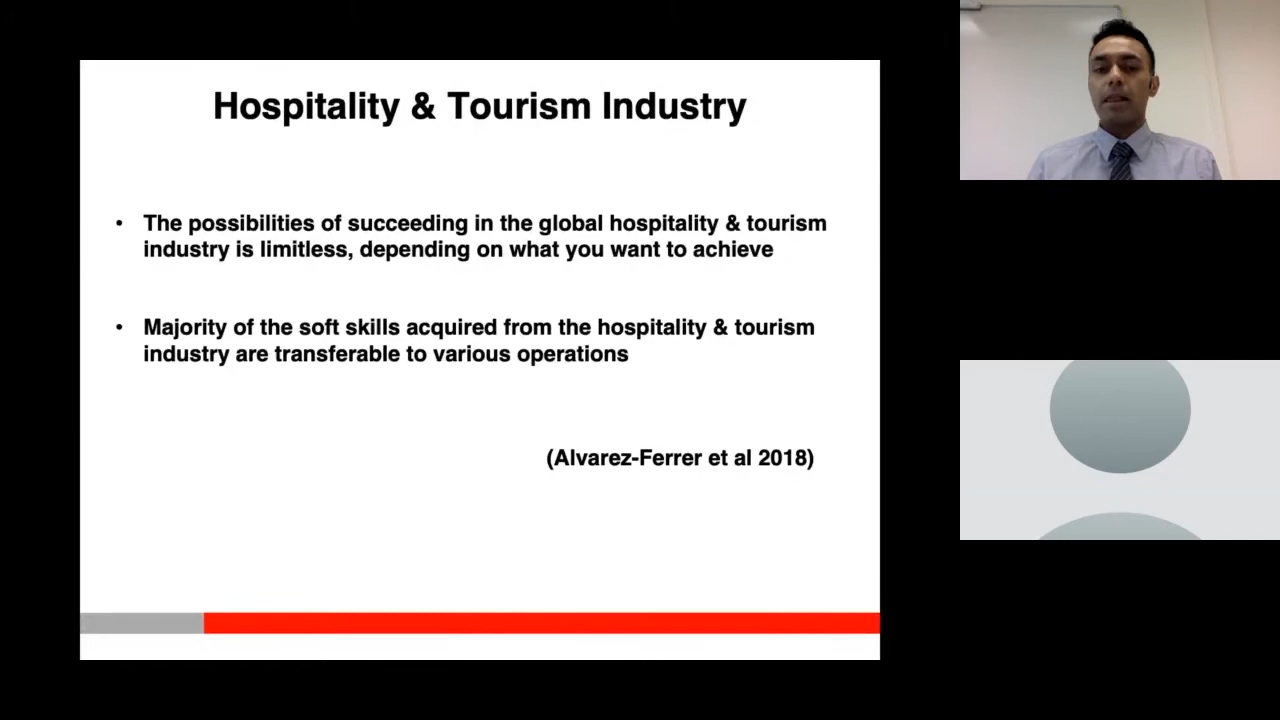 Hospitality & Tourism Industry
• The possibilities of succeeding in the global hospitality & tourism
industry is limitless, depending on what you want to achieve
• Majority of the soft skills acquired from the hospitality & tourism
industry are transferable to various operations
(Alvarez-Ferrer et al 2018)